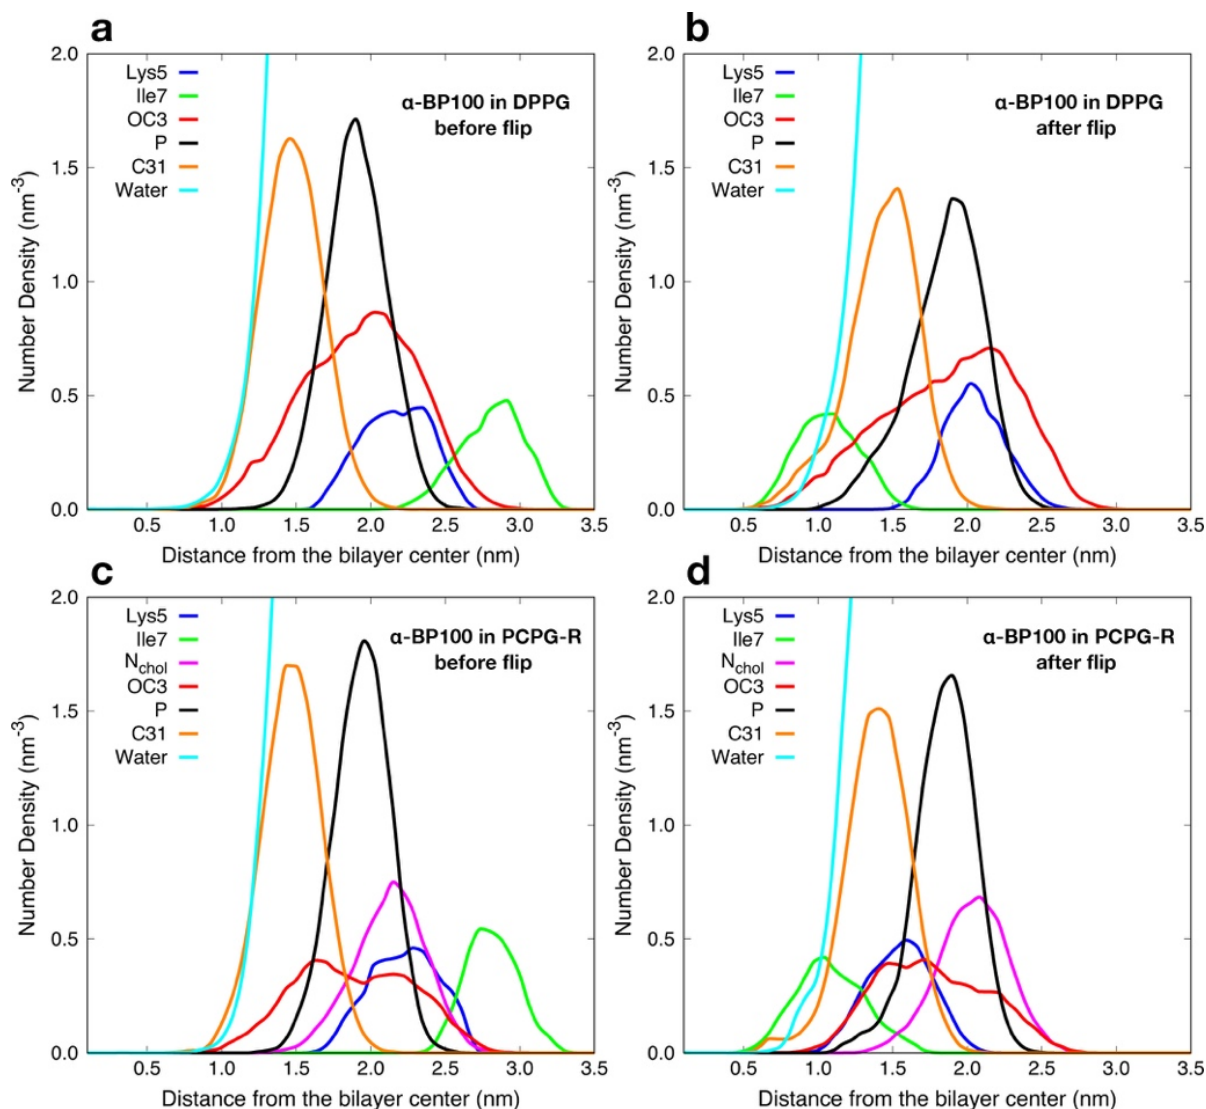 a
2.0
1.5
1.0
0.5
0.0
Number Density (nm⁻³)
Lys5
Ile7
OC3
P
C31
Water
α-BP100 in DPPG
before flip
0.5 1.0 1.5 2.0 2.5 3.0 3.5
Distance from the bilayer center (nm)
b
2.0
1.5
1.0
0.5
0.0
Number Density (nm⁻³)
Lys5
Ile7
OC3
P
C31
Water
α-BP100 in DPPG
after flip
0.5 1.0 1.5 2.0 2.5 3.0 3.5
Distance from the bilayer center (nm)
c
2.0
1.5
1.0
0.5
0.0
Number Density (nm⁻³)
Lys5
Ile7
Nchol
OC3
P
C31
Water
α-BP100 in PCPG-R
before flip
0.5 1.0 1.5 2.0 2.5 3.0 3.5
Distance from the bilayer center (nm)
d
2.0
1.5
1.0
0.5
0.0
Number Density (nm⁻³)
Lys5
Ile7
Nchol
OC3
P
C31
Water
α-BP100 in PCPG-R
after flip
0.5 1.0 1.5 2.0 2.5 3.0 3.5
Distance from the bilayer center (nm)